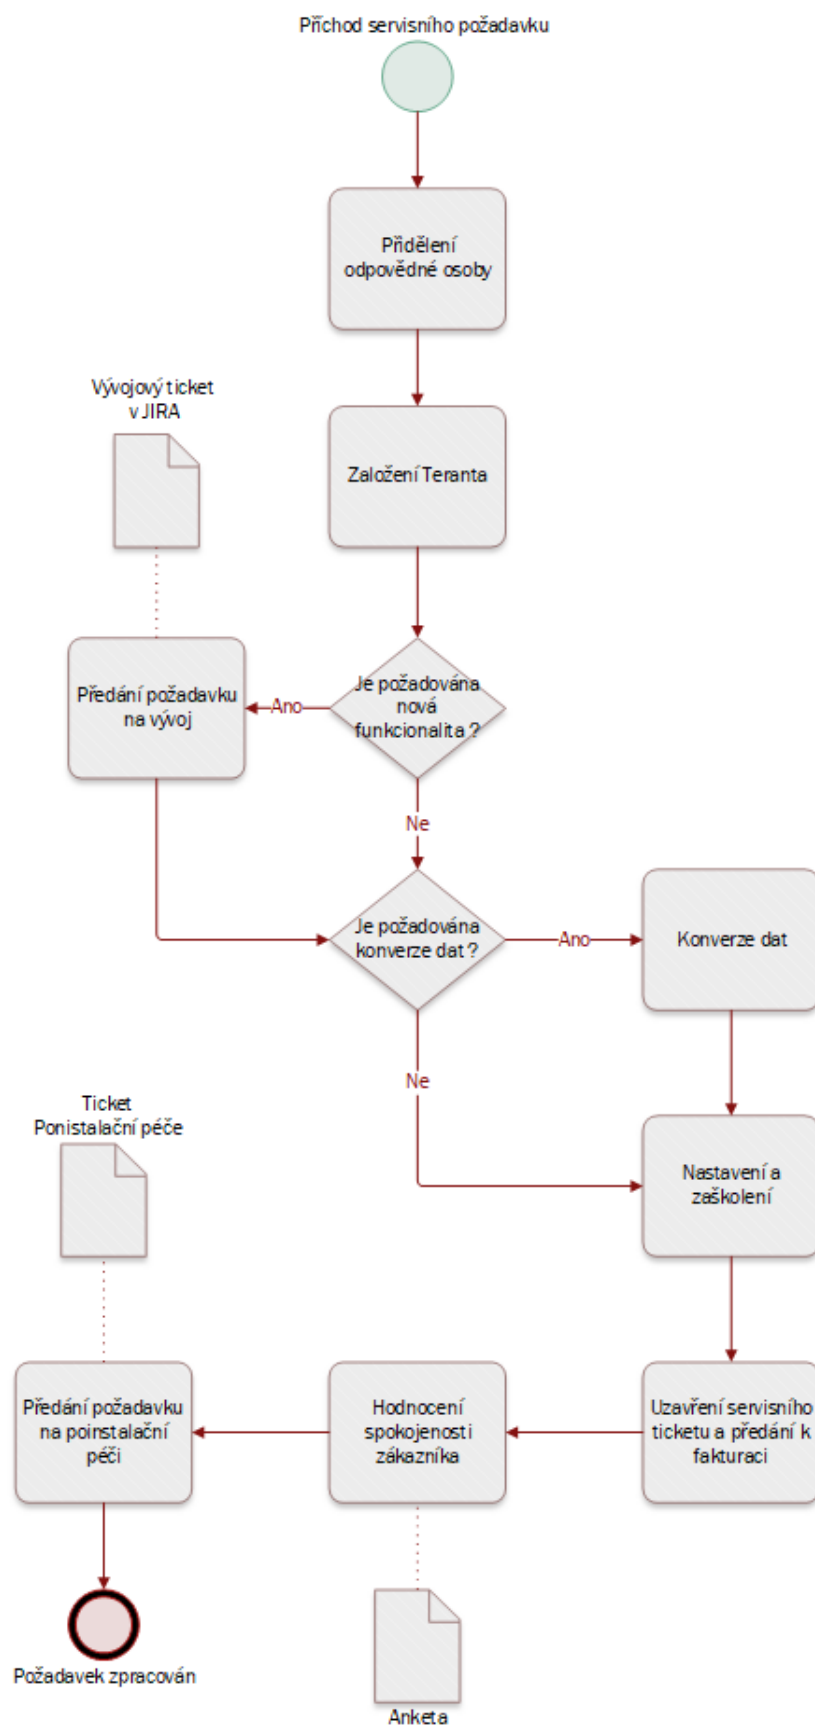 Příchod servisního požadavku
Přidělení
odpovědné osoby
Vývojový ticket
v JIRA
Založení Teranta
Předání požadavku
na vývoj
Ano
Je požadována
nová
funkcionalita ?
Ne
Je požadována
konverze dat ?
Ano
Konverze dat
Ne
Ticket
Ponistalační péče
Nastavení a
zaškolení
Předání požadavku
na poinstalační
péči
Hodnocení
spokojenosti
zákazníka
Uzavření servisního
ticketu a předání k
fakturaci
Požadavek zpracován
Anketa